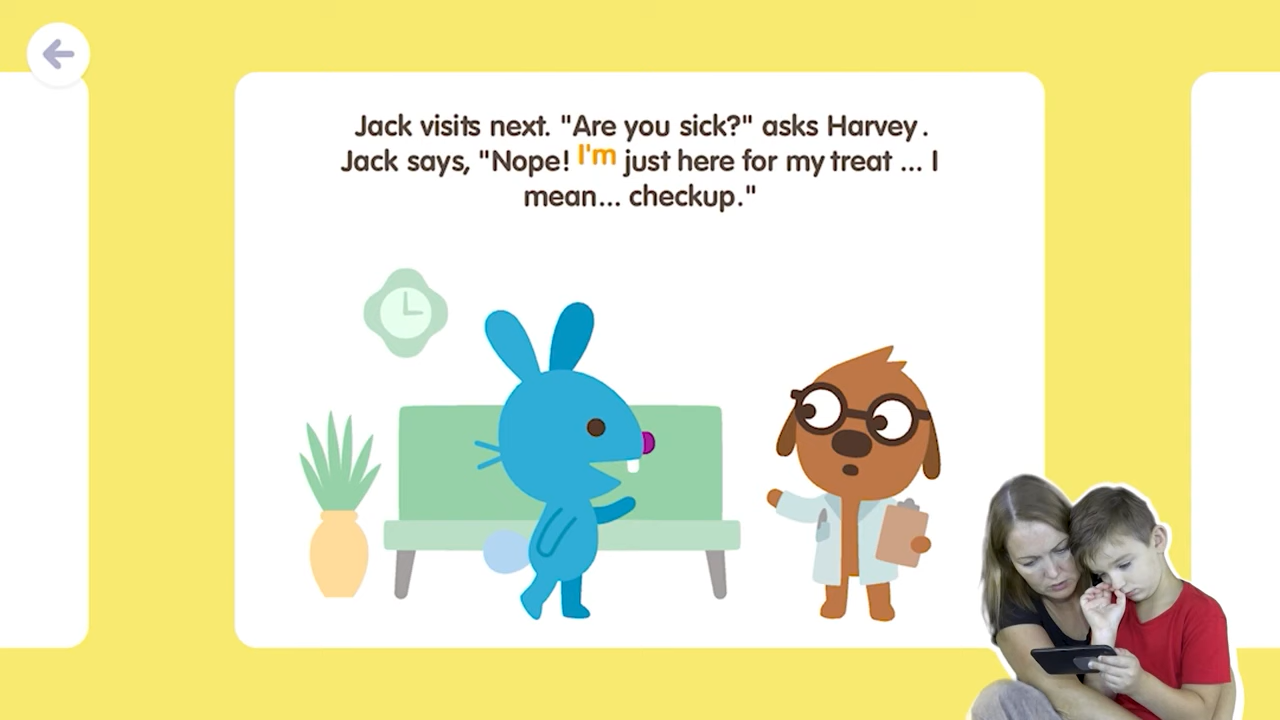 Jack visits next. "Are you sick?" asks Harvey.
Jack says, "Nope! I'm just here for my treat ... I
mean... checkup."